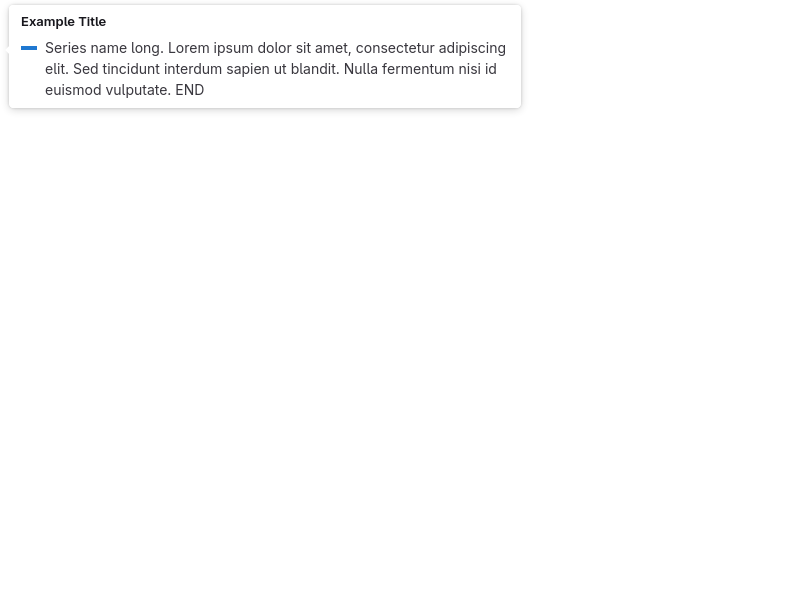 Example Title
Series name long. Lorem ipsum dolor sit amet, consectetur adipiscing
elit. Sed tincidunt interdum sapien ut blandit. Nulla fermentum nisi id
euismod vulputate. END